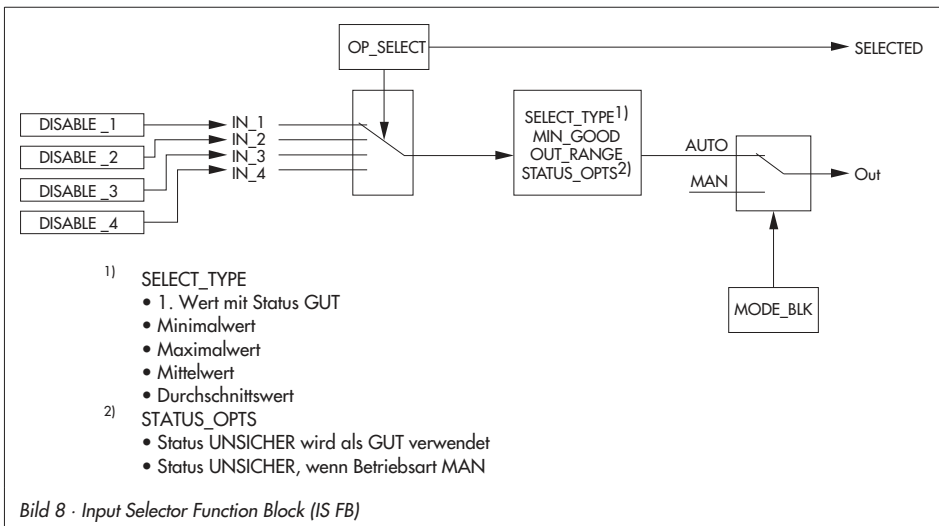 OP_SELECT
SELECTED
DISABLE _1
DISABLE _2
DISABLE _3
DISABLE _4
IN_1
IN_2
IN_3
IN_4
SELECT_TYPE1)
MIN_GOOD
OUT_RANGE
STATUS_OPTS2)
AUTO
MAN
Out
MODE_BLK
1) SELECT_TYPE
• 1. Wert mit Status GUT
• Minimalwert
• Maximalwert
• Mittelwert
• Durchschnittswert
2) STATUS_OPTS
• Status UNSICHER wird als GUT verwendet
• Status UNSICHER, wenn Betriebsart MAN
Bild 8 · Input Selector Function Block (IS FB)